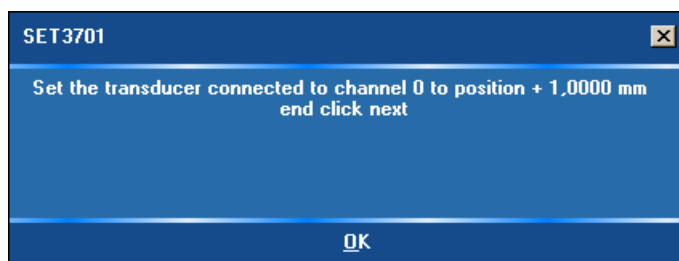 SET3701
Set the transducer connected to channel 0 to position + 1,0000 mm
end click next
OK